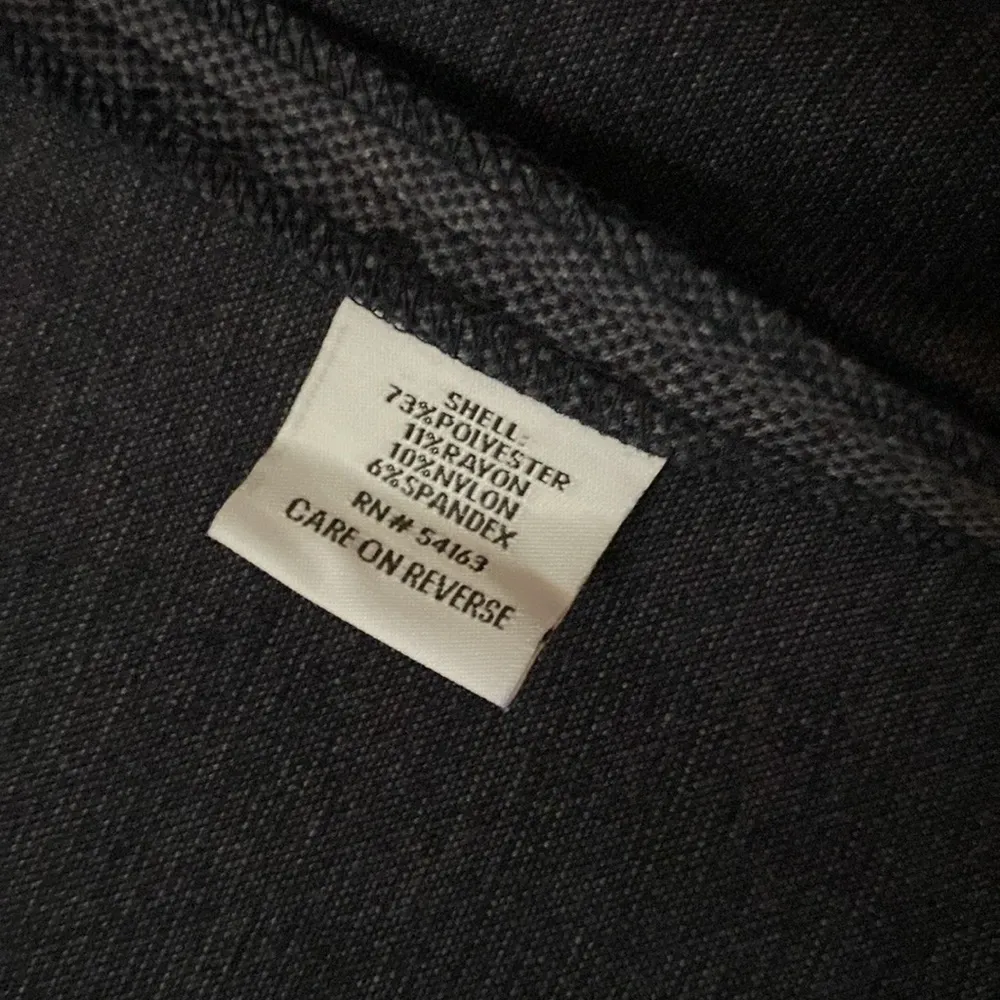 SHELL:
73%POLYESTER
11%RAYON
10%NYLON
6%SPANDEX
RN# 54163
CARE ON REVERSE